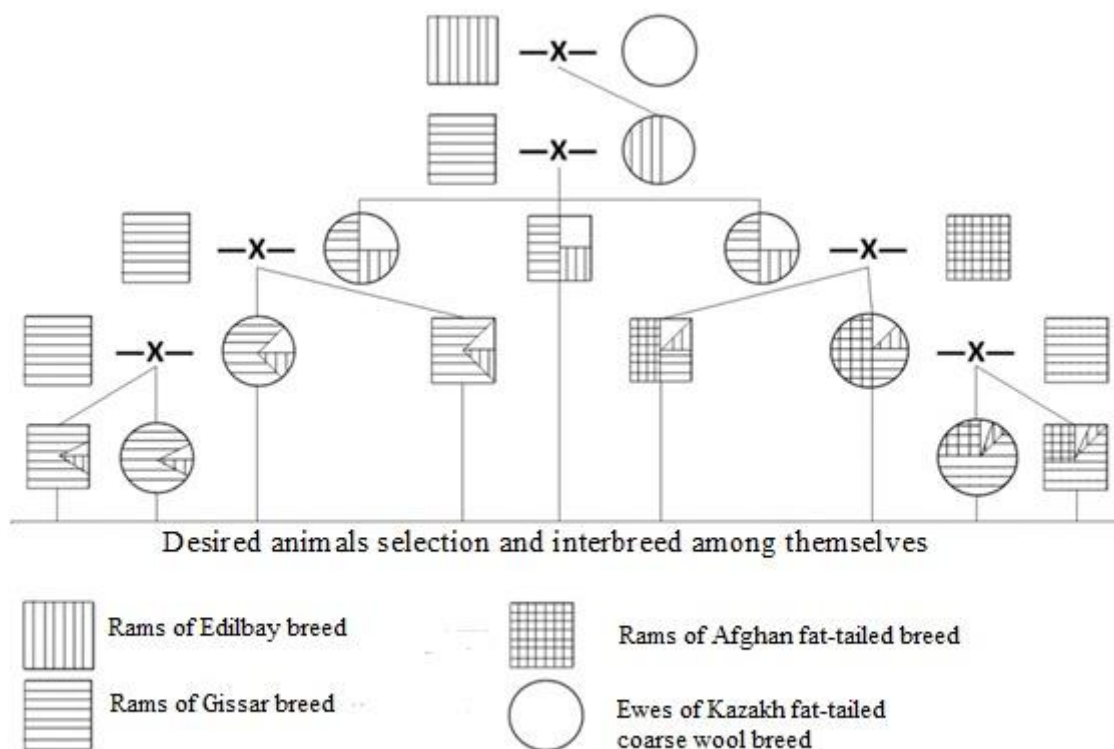 —X—
—X—
—X— —X—
—X— —X—
Desired animals selection and interbreed among themselves
Rams of Edilbay breed
Rams of Afghan fat-tailed breed
Rams of Gissar breed
Ewes of Kazakh fat-tailed
coarse wool breed